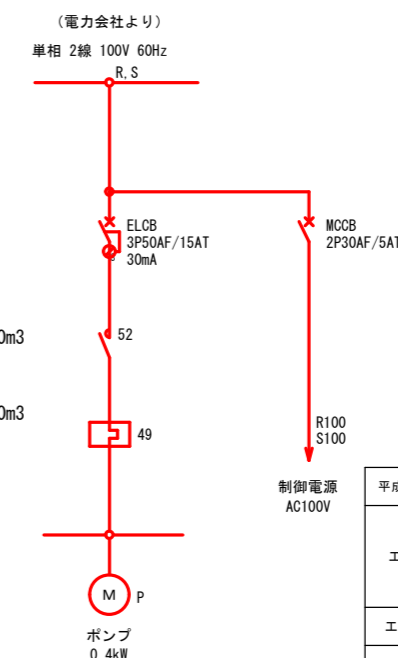 (電力会社より)
単相 2線 100V 60Hz
R,S
ELCB
3P50AF/15AT
30mA
MCCB
2P30AF/5AT
52
0m3
0m3
49
R100
S100
制御電源
AC100V
平成
エ
エ
M
P
ポンプ
0.4kW